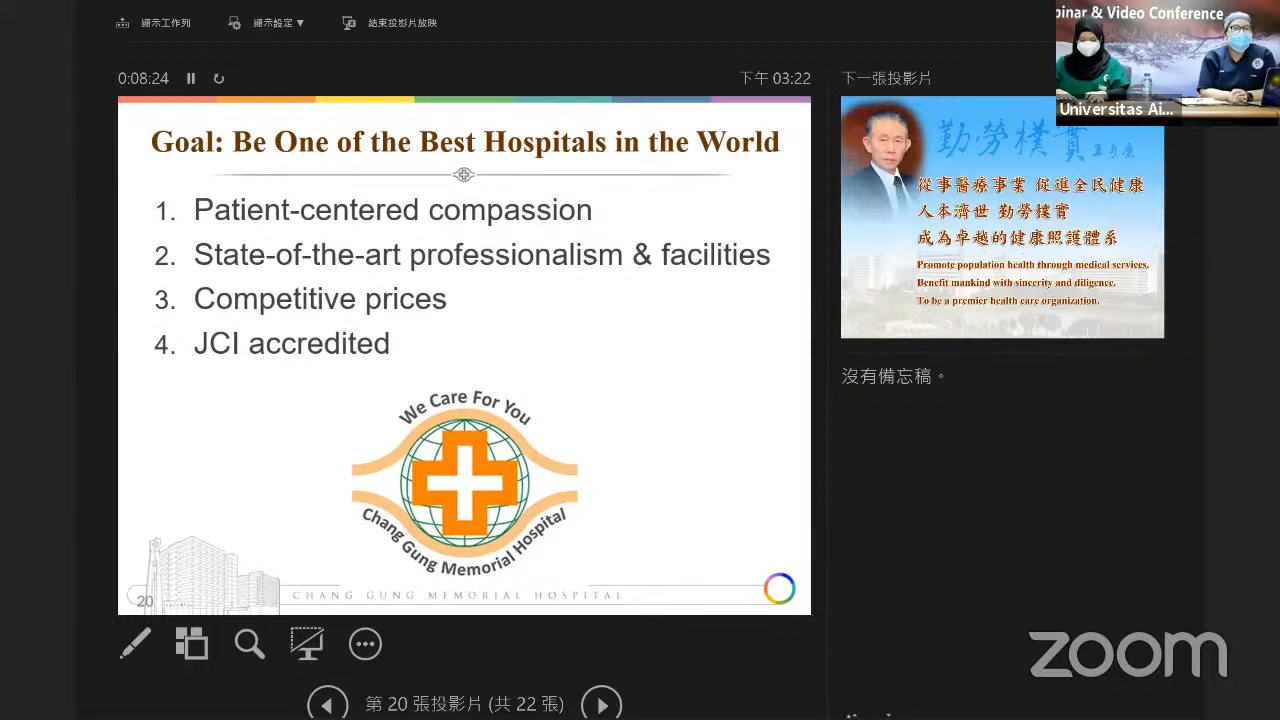 顯示工作列 顯示設定 ▼ 結束投影片放映
binar & Video Conference
Universitas Ai...
0:08:24 下午 03:22
Goal: Be One of the Best Hospitals in the World
1. Patient-centered compassion
2. State-of-the-art professionalism & facilities
3. Competitive prices
4. JCI accredited
We Care For You
Chang Gung Memorial Hospital
20
CHANG GUNG MEMORIAL HOSPITAL
下一張投影片
勤勞樸實
從事醫療事業 促進全民健康
人本濟世 勤勞樸實
成為卓越的健康照護體系
Promote population health through medical services.
Benefit mankind with sincerity and diligence.
To be a premier health care organization.
沒有備忘稿。
第 20 張投影片 (共 22 張)
zoom